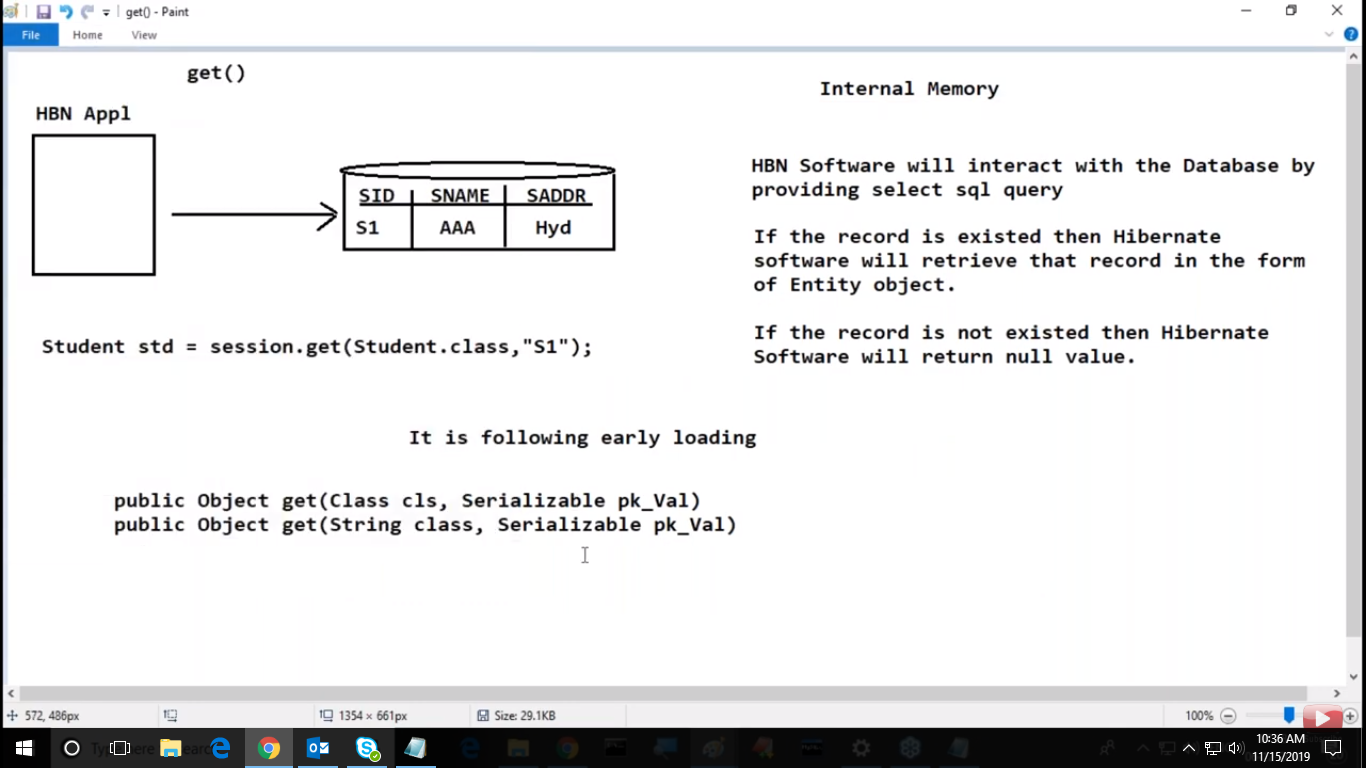 get() - Paint
File Home View
get()
Internal Memory
HBN Appl
HBN Software will interact with the Database by
providing select sql query
SID SNAME SADDR
S1 AAA Hyd
If the record is existed then Hibernate
software will retrieve that record in the form
of Entity object.
If the record is not existed then Hibernate
Software will return null value.
Student std = session.get(Student.class,"S1");
It is following early loading
public Object get(Class cls, Serializable pk_Val)
public Object get(String class, Serializable pk_Val)
572, 486px 1354 × 661px Size: 29.1KB 100%
Type here to search
10:36 AM
11/15/2019